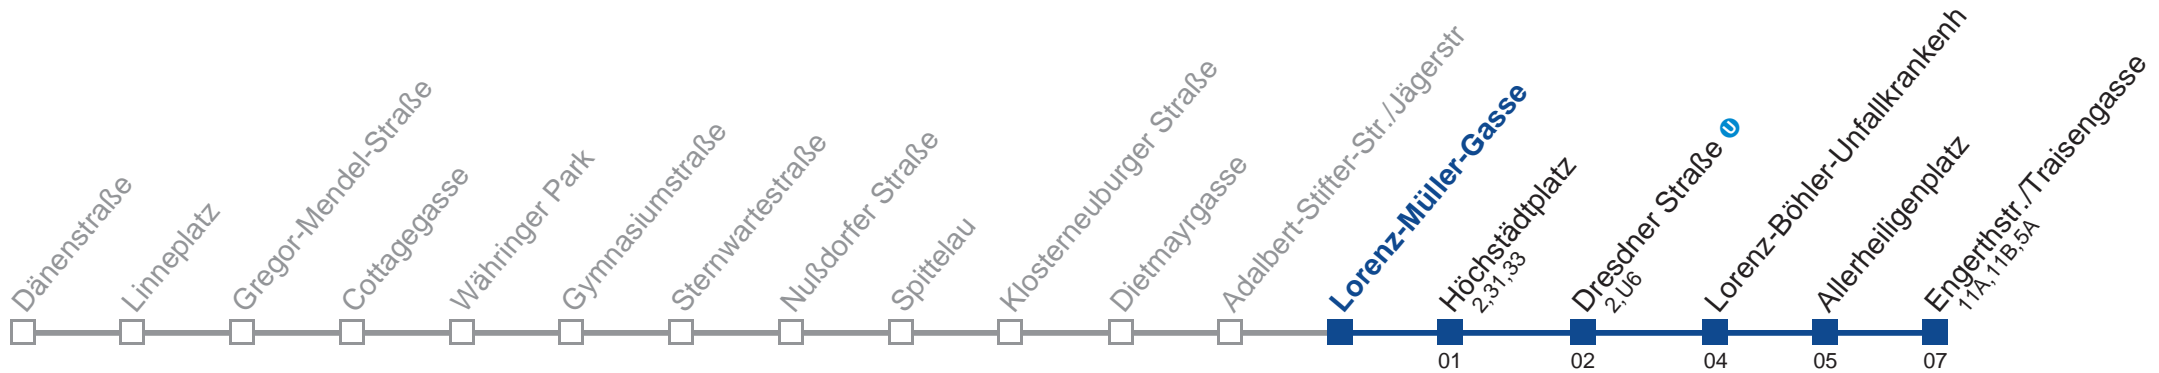 Dänenstraße
Linneplatz
Gregor-Mendel-Straße
Cottagegasse
Währinger Park
Gymnasiumstraße
Sternwartestraße
Nußdorfer Straße
Spittelau
Klosterneuburger Straße
Dietmayrgasse
Adalbert-Stifter-Str./Jägerstr
Lorenz-Müller-Gasse
Höchstädtplatz
2,31,33
Dresdner Straße U
2,U6
Lorenz-Böhler-Unfallkrankenh
Allerheiligenplatz
Engerthstr./Traisengasse
11A,11B,5A
01
02
04
05
07